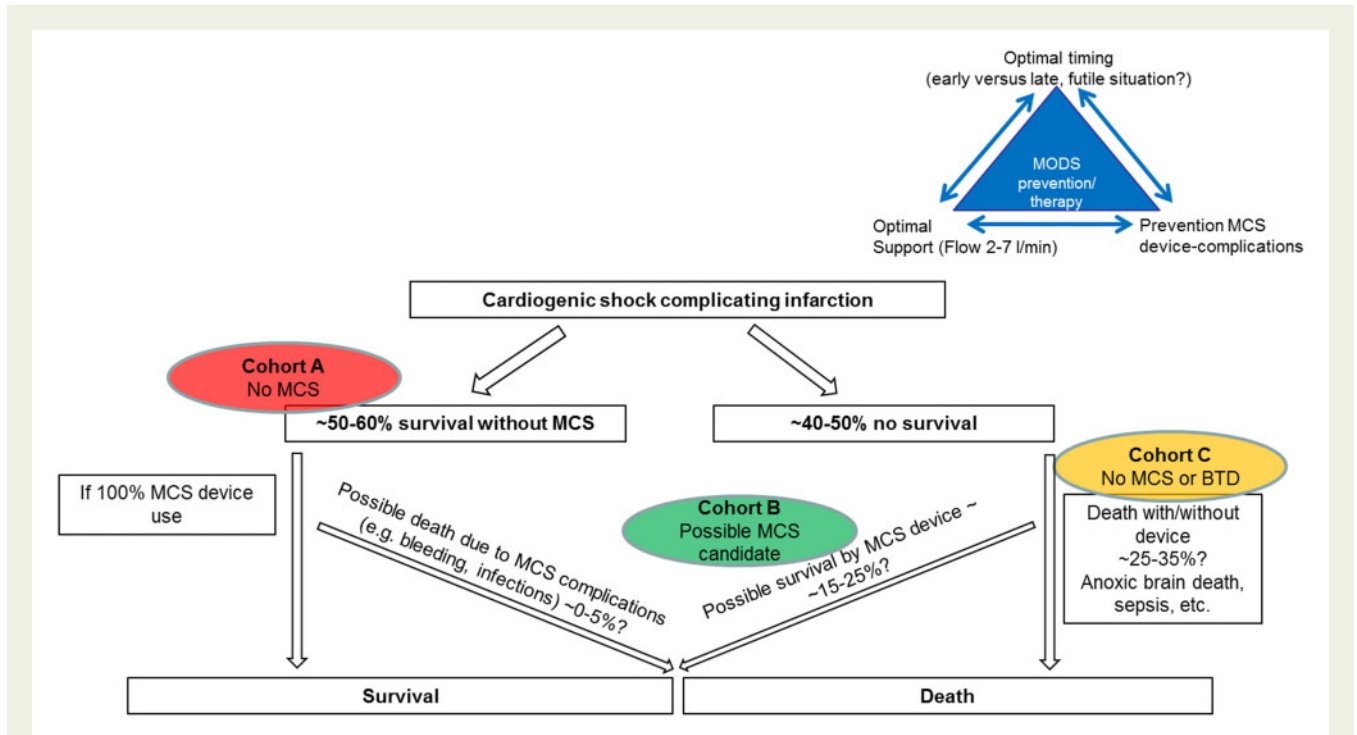 Optimal timing
(early versus late, futile situation?)
MODS
prevention/
therapy
Optimal
Support (Flow 2-7 l/min)
Prevention MCS
device-complications
Cardiogenic shock complicating infarction
Cohort A
No MCS
~50-60% survival without MCS
~40-50% no survival
If 100% MCS device
use
Possible death due to MCS complications
(e.g. bleeding, infections) ~0-5%?
Cohort B
Possible MCS
candidate
Possible survival by MCS device ~
~15-25%?
Cohort C
No MCS or BTD
Death with/without
device
~25-35%?
Anoxic brain death,
sepsis, etc.
Survival
Death